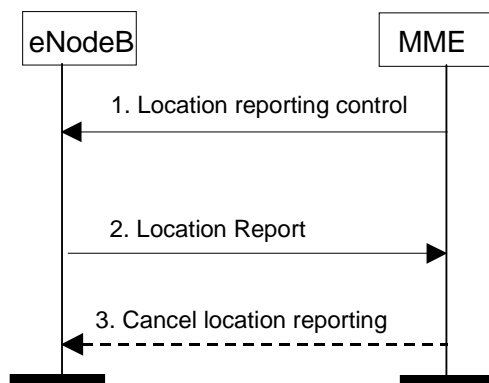 eNodeB
MME
1. Location reporting control
2. Location Report
3. Cancel location reporting